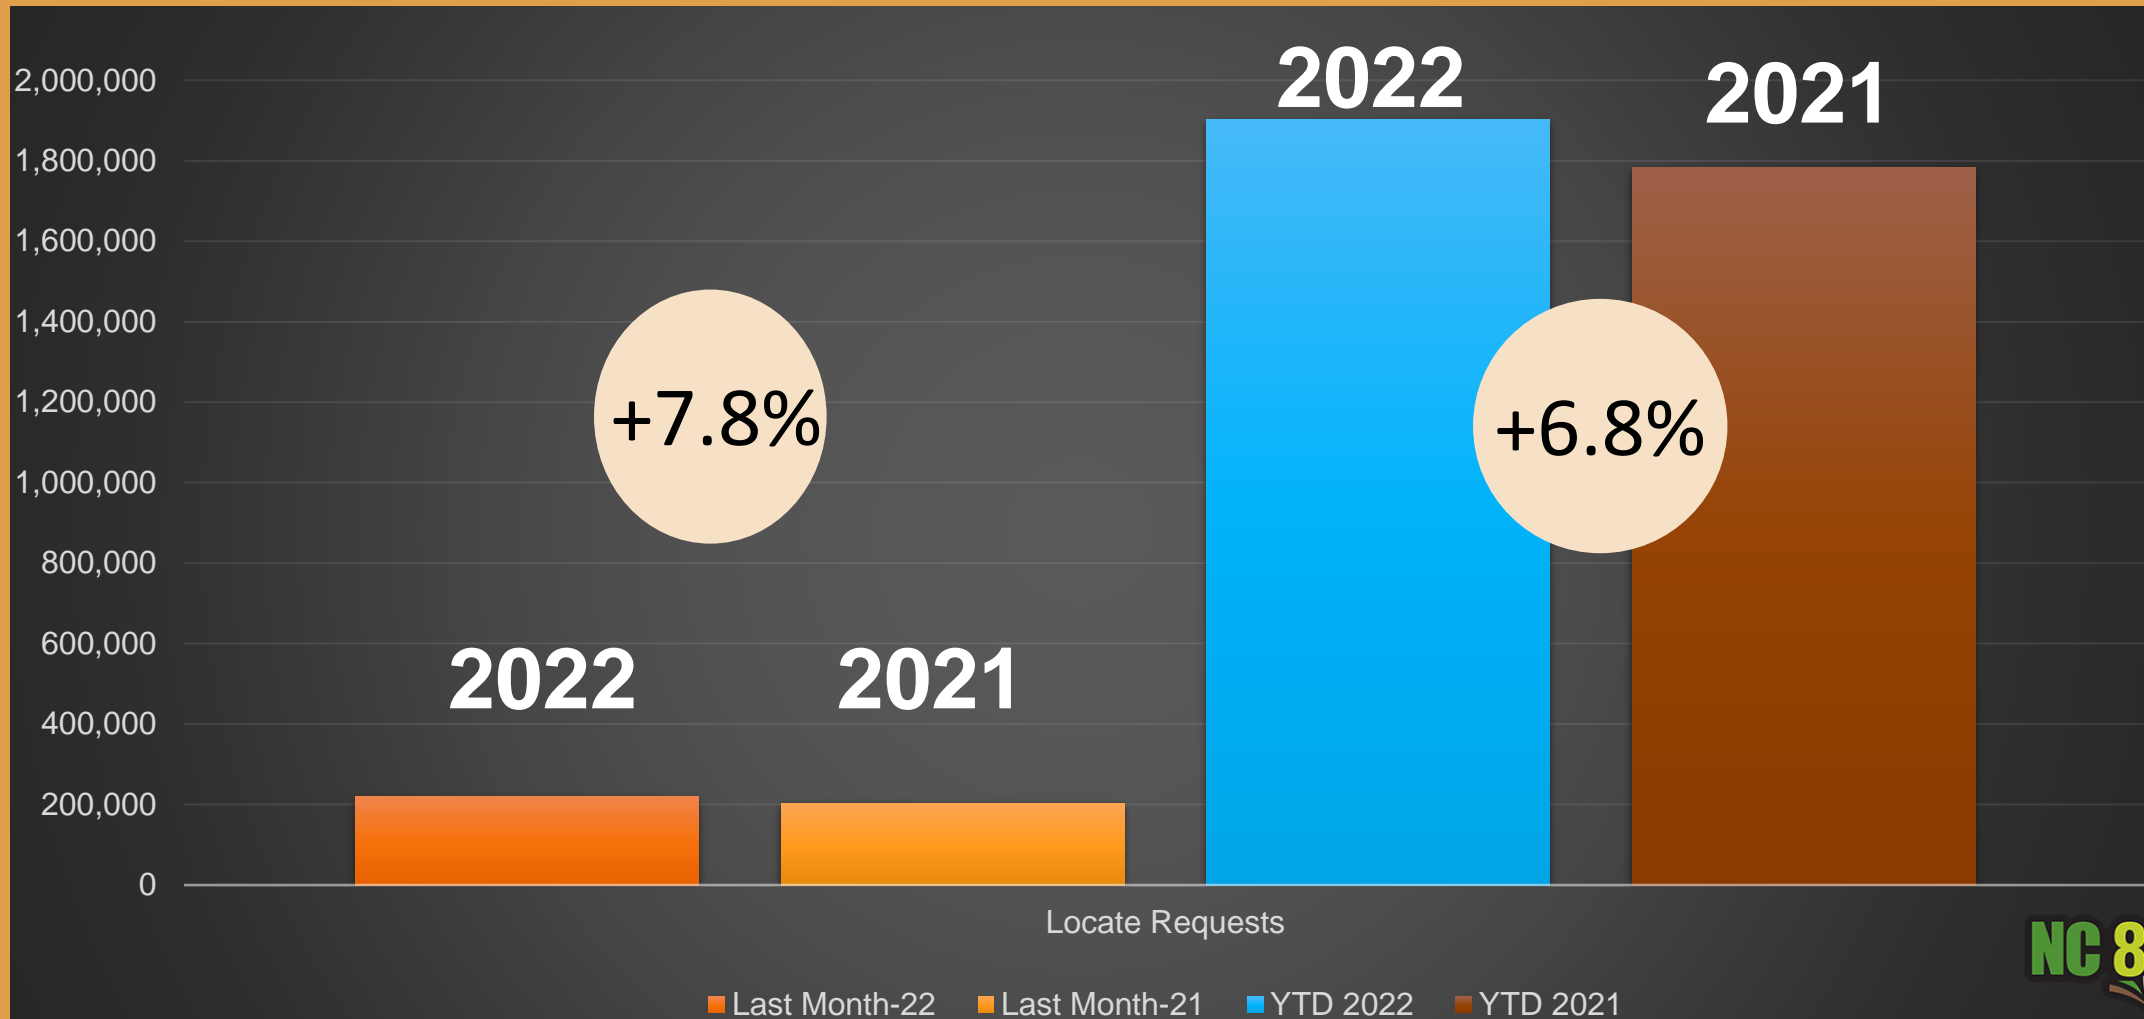 2,000,000
1,800,000
1,600,000
1,400,000
1,200,000
1,000,000
800,000
600,000
400,000
200,000
0
2022
2021
2022
2021
+7.8%
+6.8%
Locate Requests
Last Month-22
Last Month-21
YTD 2022
YTD 2021
NC 8